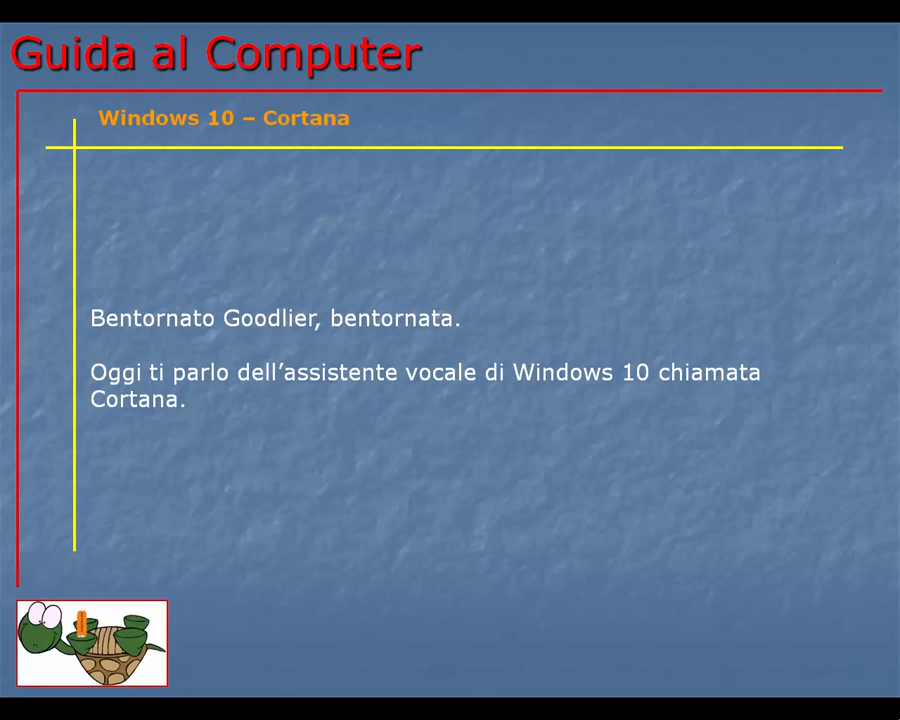 Guida al Computer
Windows 10 – Cortana
Bentornato Goodlier, bentornata.
Oggi ti parlo dell’assistente vocale di Windows 10 chiamata
Cortana.